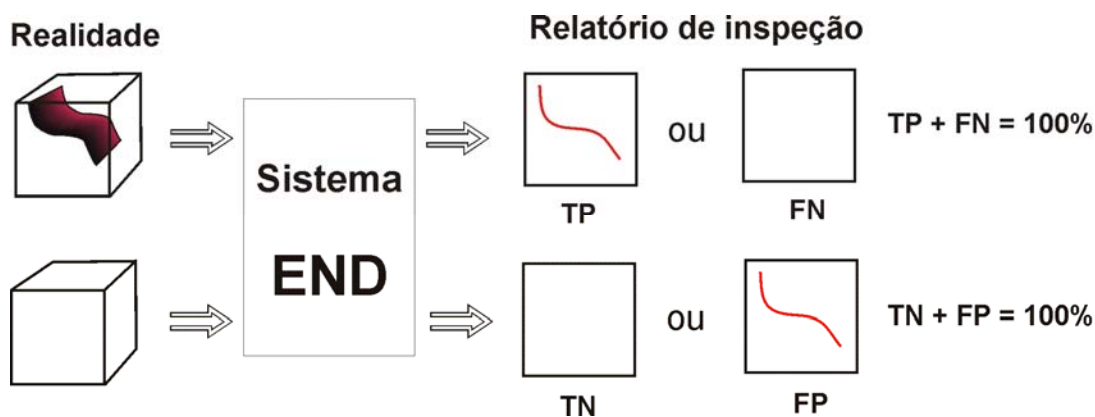 Realidade
Relatório de inspeção
Sistema
END
ou
TP + FN = 100%
TP
FN
ou
TN + FP = 100%
TN
FP